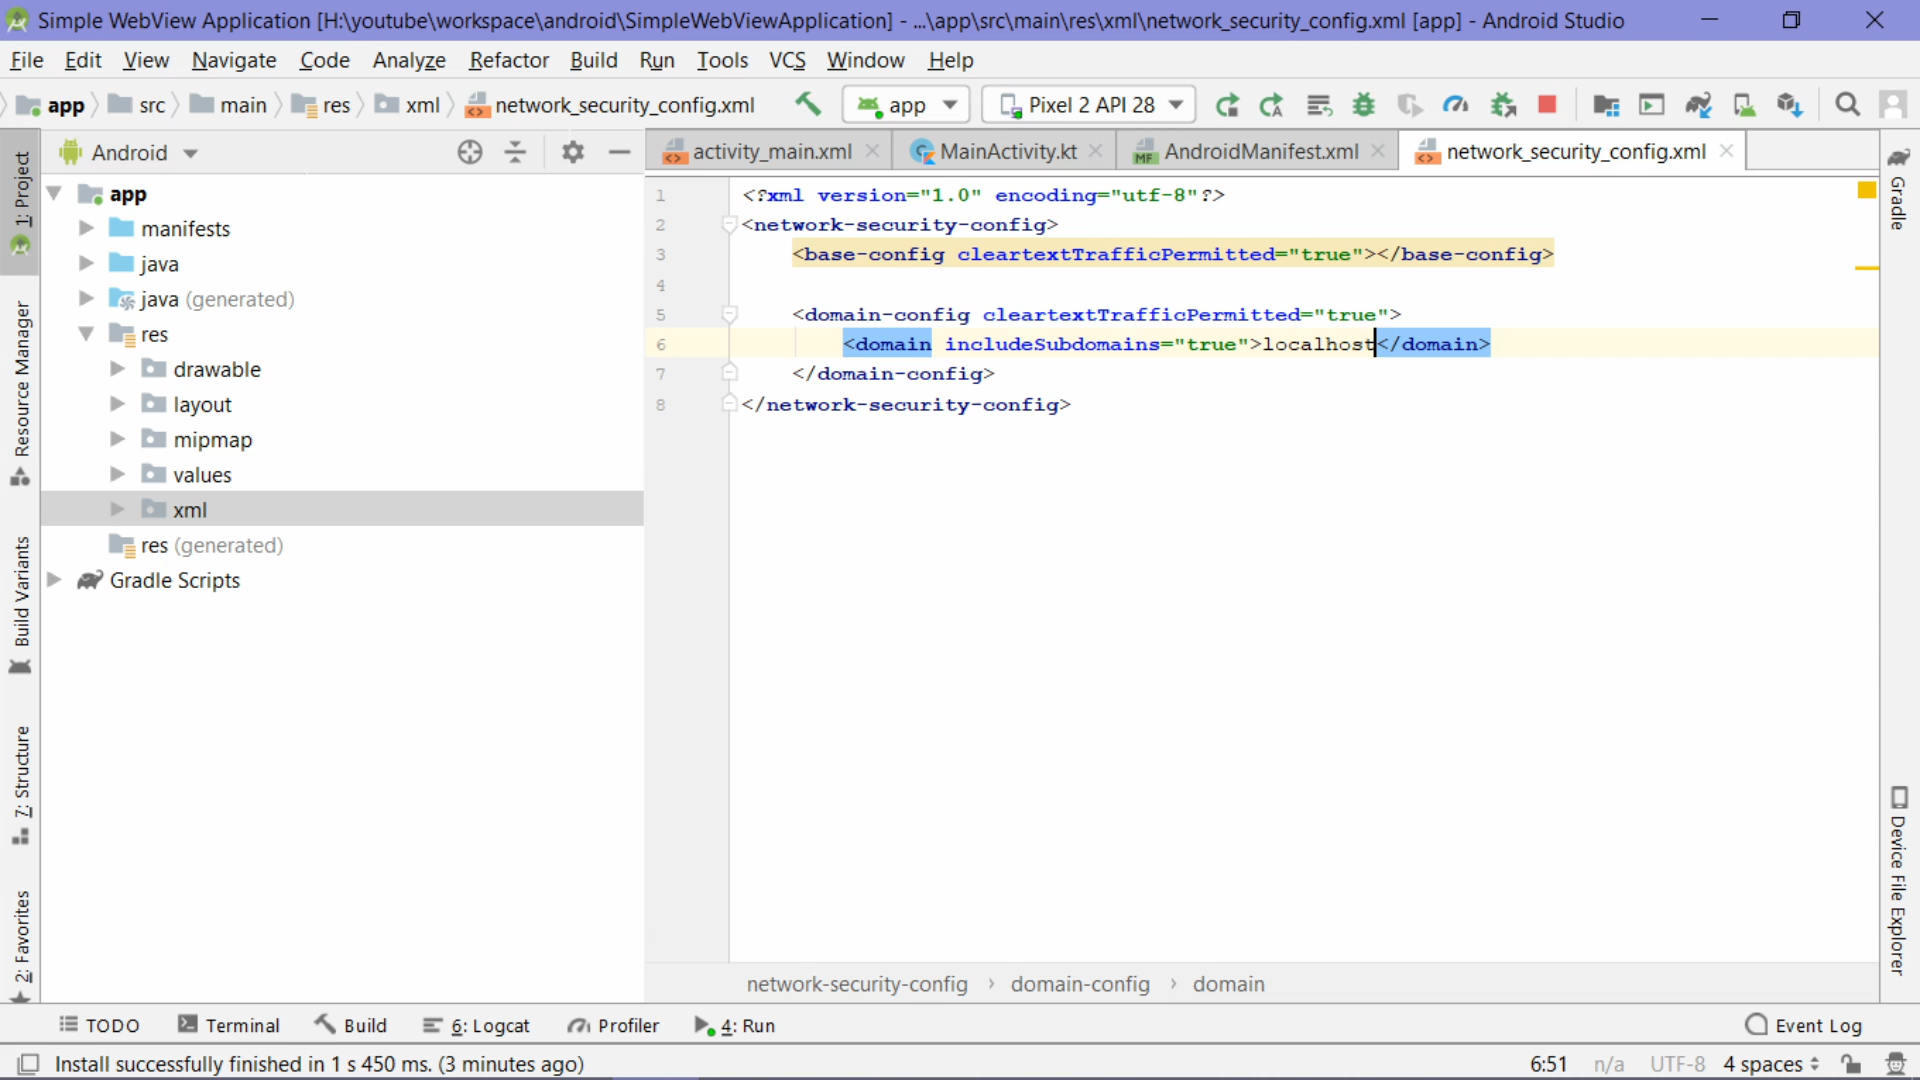 Simple WebView Application [H:\youtube\workspace\android\SimpleWebViewApplication] - ...\app\src\main\res\xml\network_security_config.xml [app] - Android Studio
File Edit View Navigate Code Analyze Refactor Build Run Tools VCS Window Help
app src main res xml network_security_config.xml app Pixel 2 API 28
1: Project
Resource Manager
Build Variants
7: Structure
2: Favorites
Android
app
manifests
java
java (generated)
res
drawable
layout
mipmap
values
xml
res (generated)
Gradle Scripts
activity_main.xml MainActivity.kt MF AndroidManifest.xml network_security_config.xml
1 <?xml version="1.0" encoding="utf-8"?>
2 <network-security-config>
3 <base-config cleartextTrafficPermitted="true"></base-config>
4
5 <domain-config cleartextTrafficPermitted="true">
6 <domain includeSubdomains="true">localhost</domain>
7 </domain-config>
8 </network-security-config>
Gradle
Device File Explorer
network-security-config › domain-config › domain
TODO Terminal Build 6: Logcat Profiler 4: Run Event Log
Install successfully finished in 1 s 450 ms. (3 minutes ago) 6:51 n/a UTF-8 4 spaces